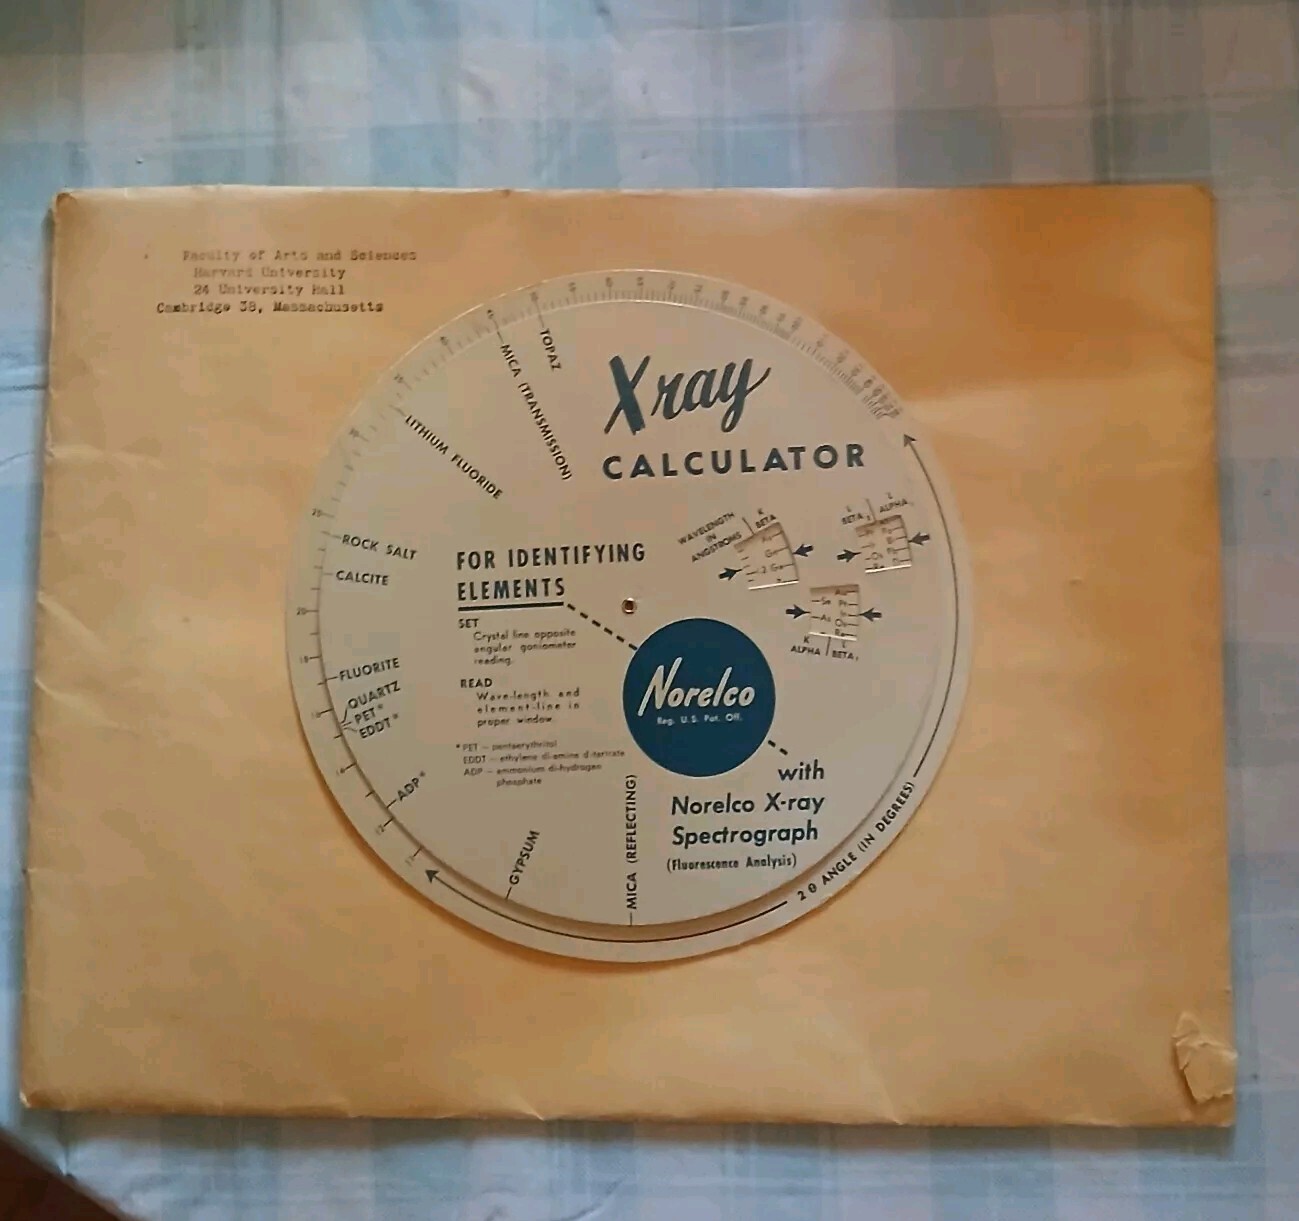 Faculty of Arts and Sciences
Harvard University
24 University Hall
Cambridge 38, Massachusetts
TOPAZ
MICA (TRANSMISSION)
LITHIUM FLUORIDE
ROCK SALT
CALCITE
FLUORITE
QUARTZ
PET*
EDDT*
ADP*
GYPSUM
MICA (REFLECTING)
X ray
CALCULATOR
WAVELENGTH
IN
ANGSTROMS
K
BETA
L
BETA
L
ALPHA₁
K
ALPHA
L
BETA₁
FOR IDENTIFYING
ELEMENTS
SET
Crystal line opposite
angular goniometer
reading.
READ
Wave-length and
element-line in
proper window.
* PET — pentaerythritol
EDDT — ethylene di-amine d-tartrate
ADP — ammonium di-hydrogen
phosphate
Norelco
Reg. U.S. Pat. Off.
with
Norelco X-ray
Spectrograph
(Fluorescence Analysis)
2 θ ANGLE (IN DEGREES)